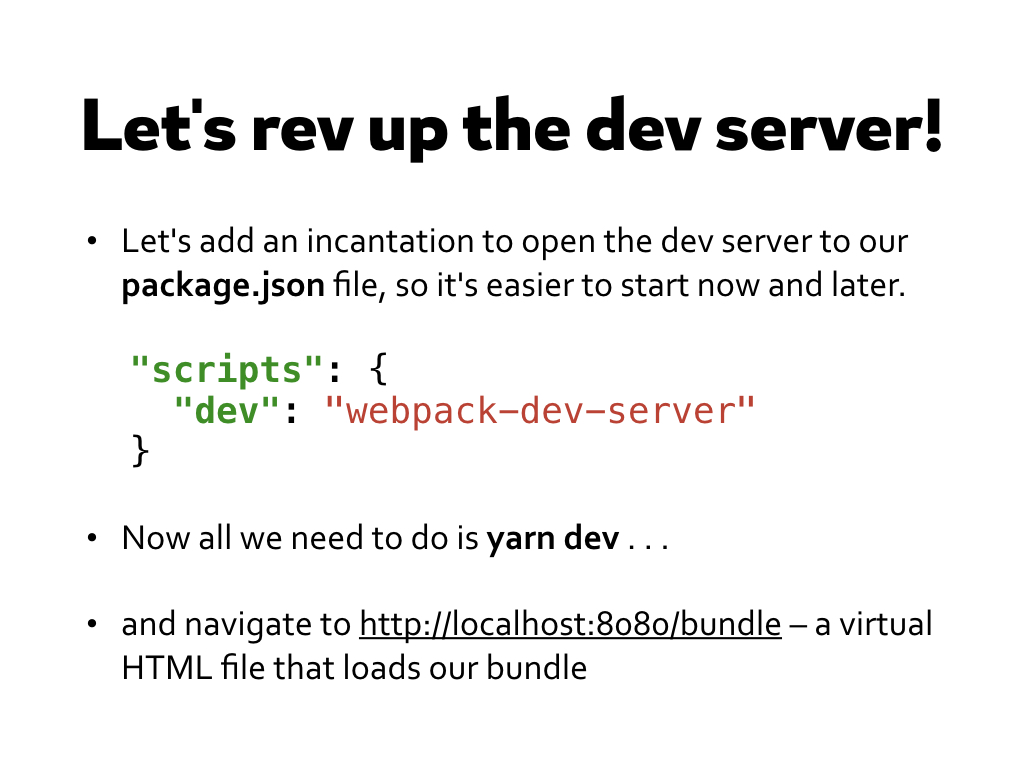 Let's rev up the dev server!
• Let's add an incantation to open the dev server to our
package.json file, so it's easier to start now and later.
"scripts": {
  "dev": "webpack-dev-server"
}
• Now all we need to do is yarn dev . . .
• and navigate to http://localhost:8080/bundle – a virtual
HTML file that loads our bundle